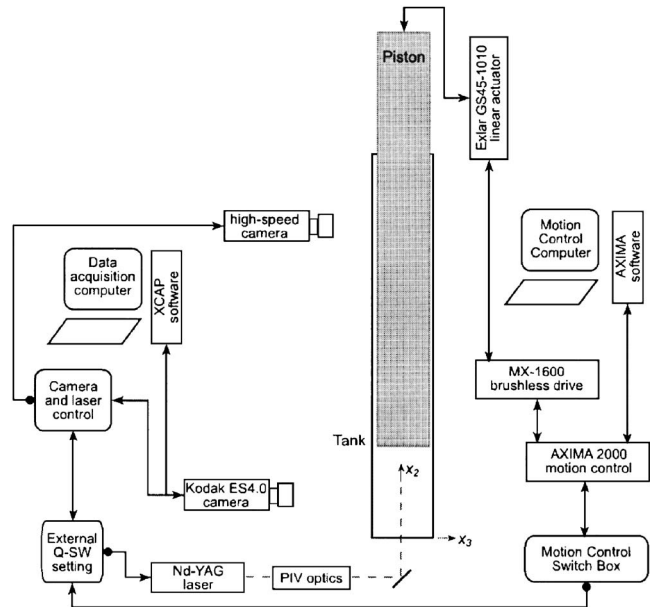 Piston
Exlar GS45-1010
linear actuator
high-speed
camera
Data
acquisition
computer
XCAP
software
Motion
Control
Computer
AXIMA
software
MX-1600
brushless drive
Camera
and laser
control
Tank
x2
AXIMA 2000
motion control
Kodak ES4.0
camera
x3
External
Q-SW
setting
Nd-YAG
laser
PIV optics
Motion Control
Switch Box